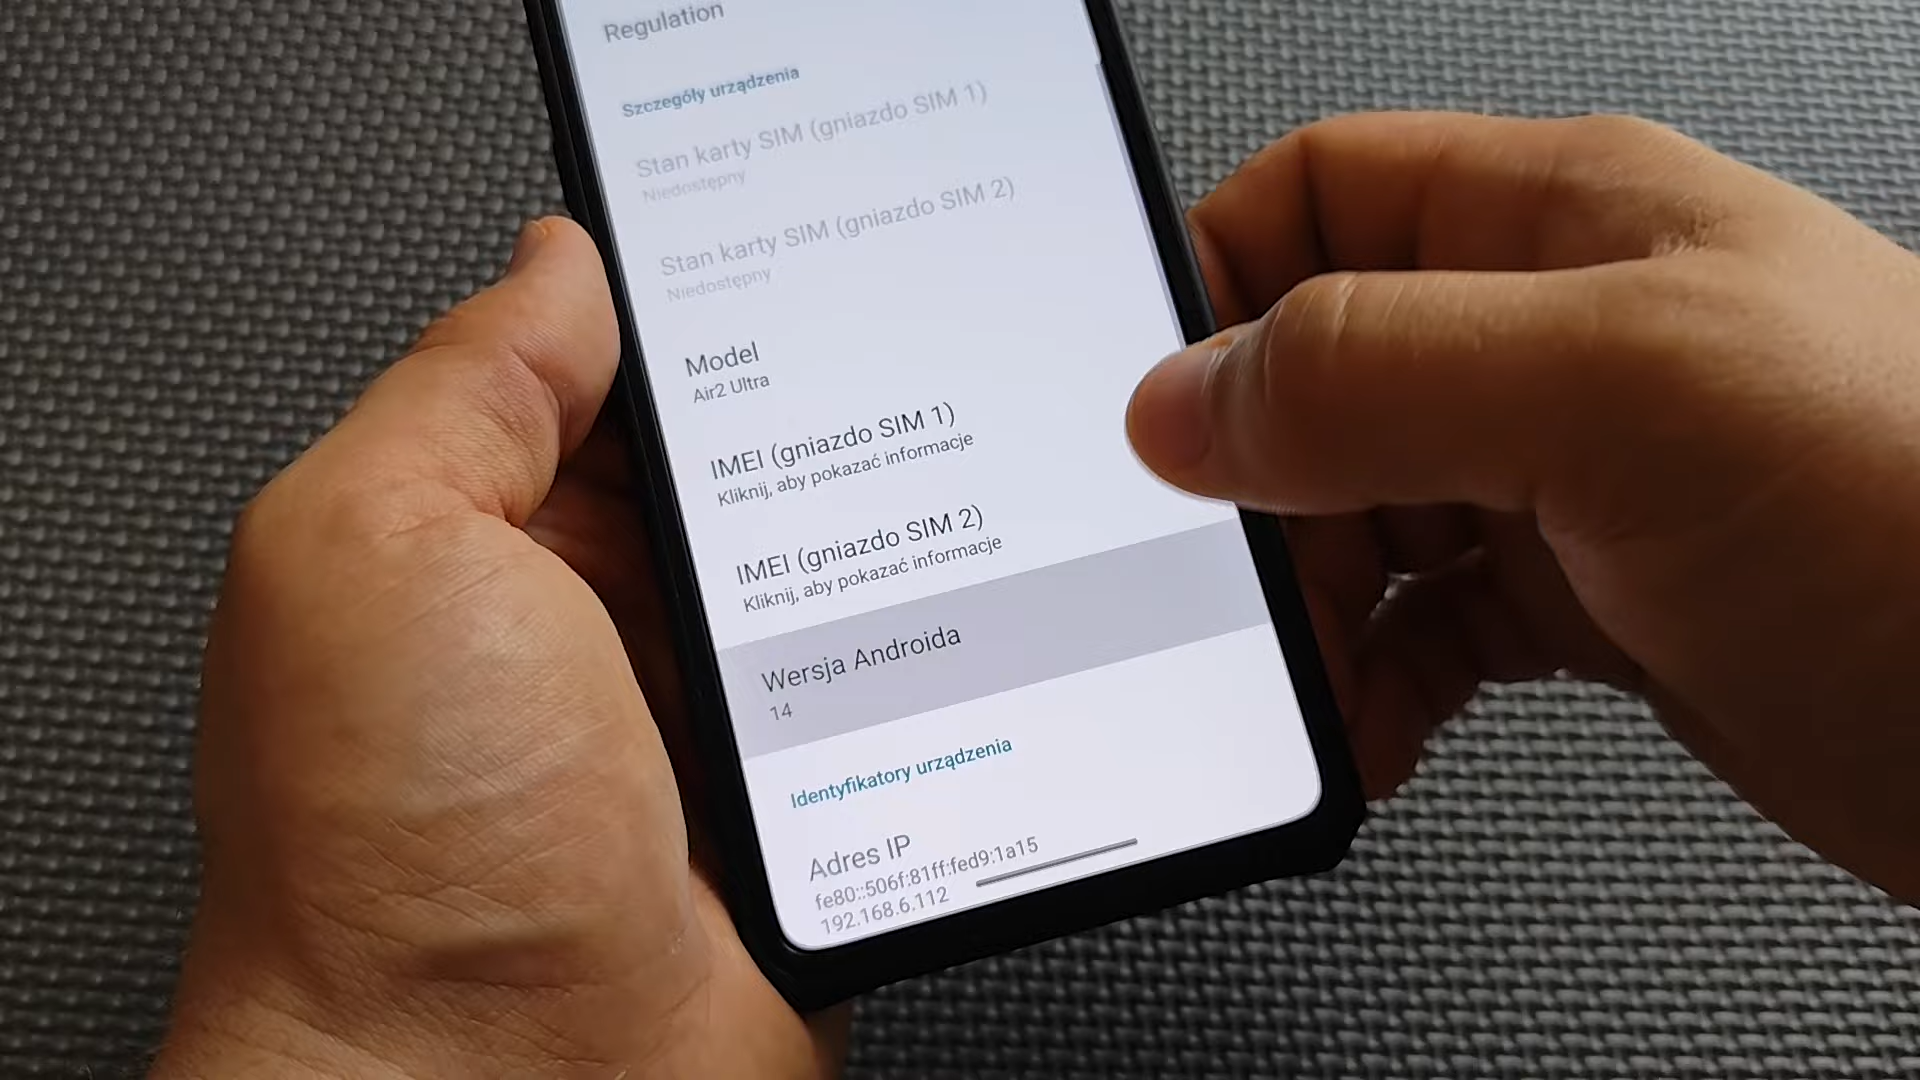 Regulation
Szczegóły urządzenia
Stan karty SIM (gniazdo SIM 1)
Niedostępny
Stan karty SIM (gniazdo SIM 2)
Niedostępny
Model
Air2 Ultra
IMEI (gniazdo SIM 1)
Kliknij, aby pokazać informacje
IMEI (gniazdo SIM 2)
Kliknij, aby pokazać informacje
Wersja Androida
14
Identyfikatory urządzenia
Adres IP
fe80::506f:81ff:fed9:1a15
192.168.6.112